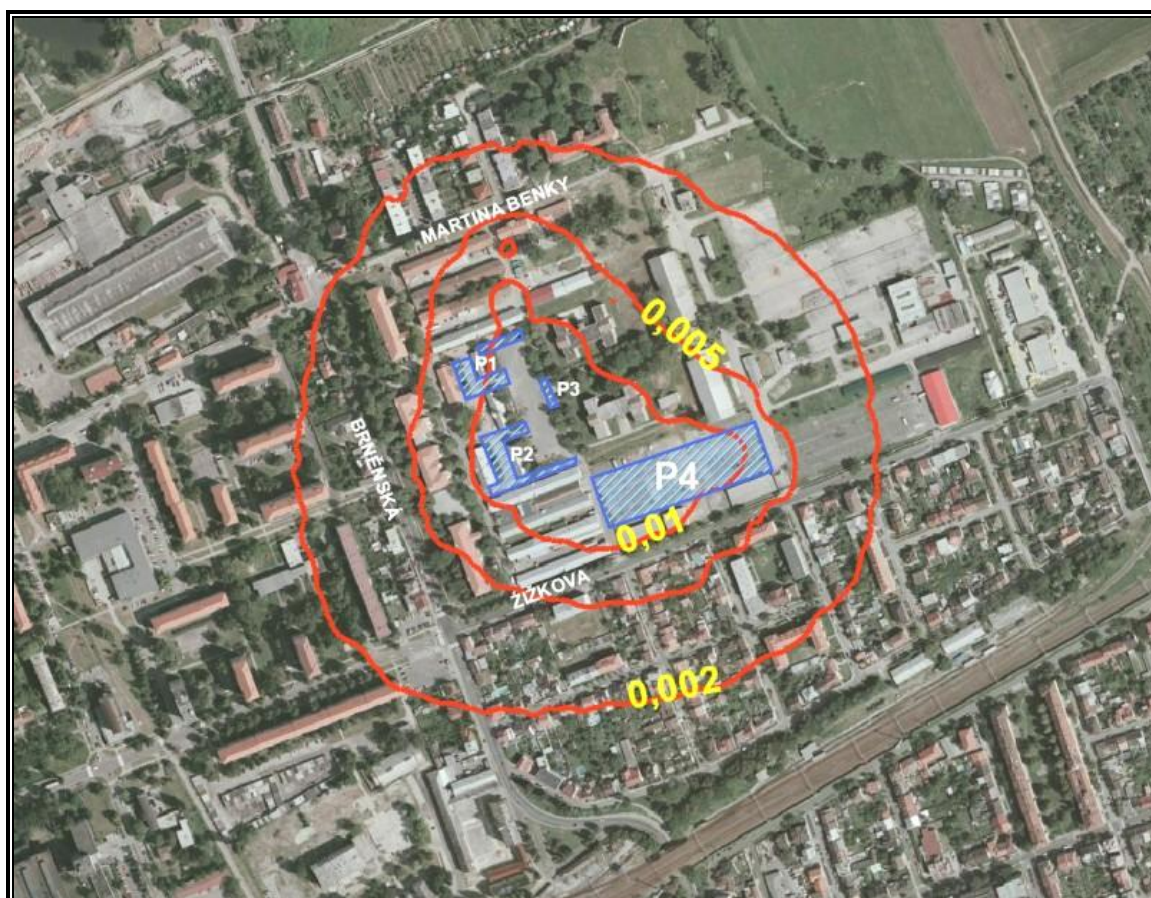 MARTINA BENKY
0,005
P1
P3
BRNĚNSKÁ
P2
P4
0,01
ŽIŽKOVA
0,002